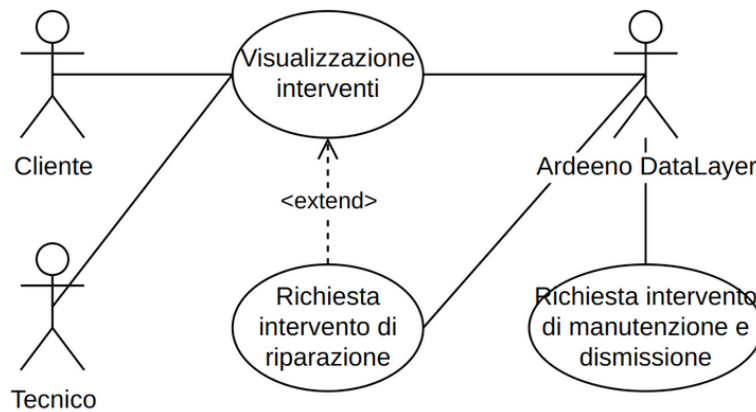 Visualizzazione
interventi
Cliente
Ardeeno DataLayer
<extend>
Richiesta
intervento di
riparazione
Richiesta intervento
di manutenzione e
dismissione
Tecnico